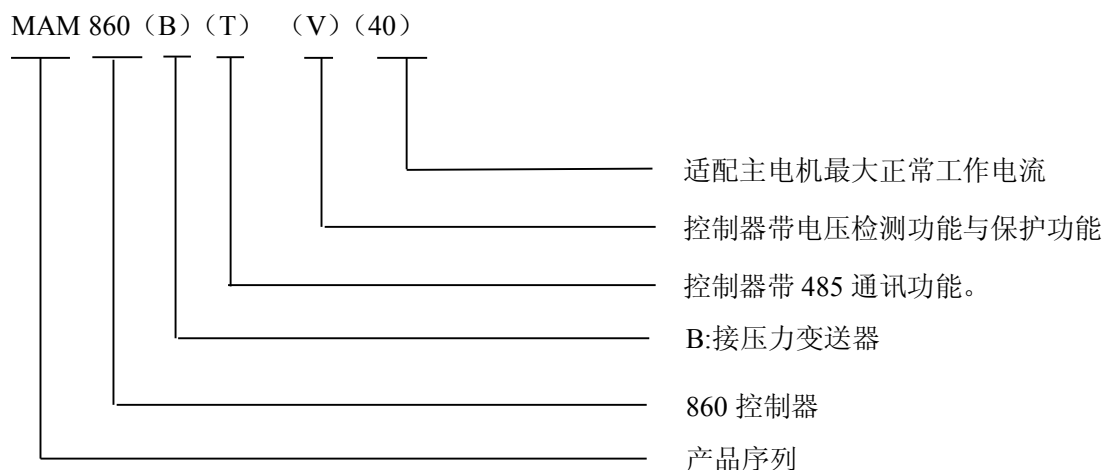 MAM 860（B）（T） （V）（40）
适配主电机最大正常工作电流
控制器带电压检测功能与保护功能
控制器带 485 通讯功能。
B:接压力变送器
860 控制器
产品序列